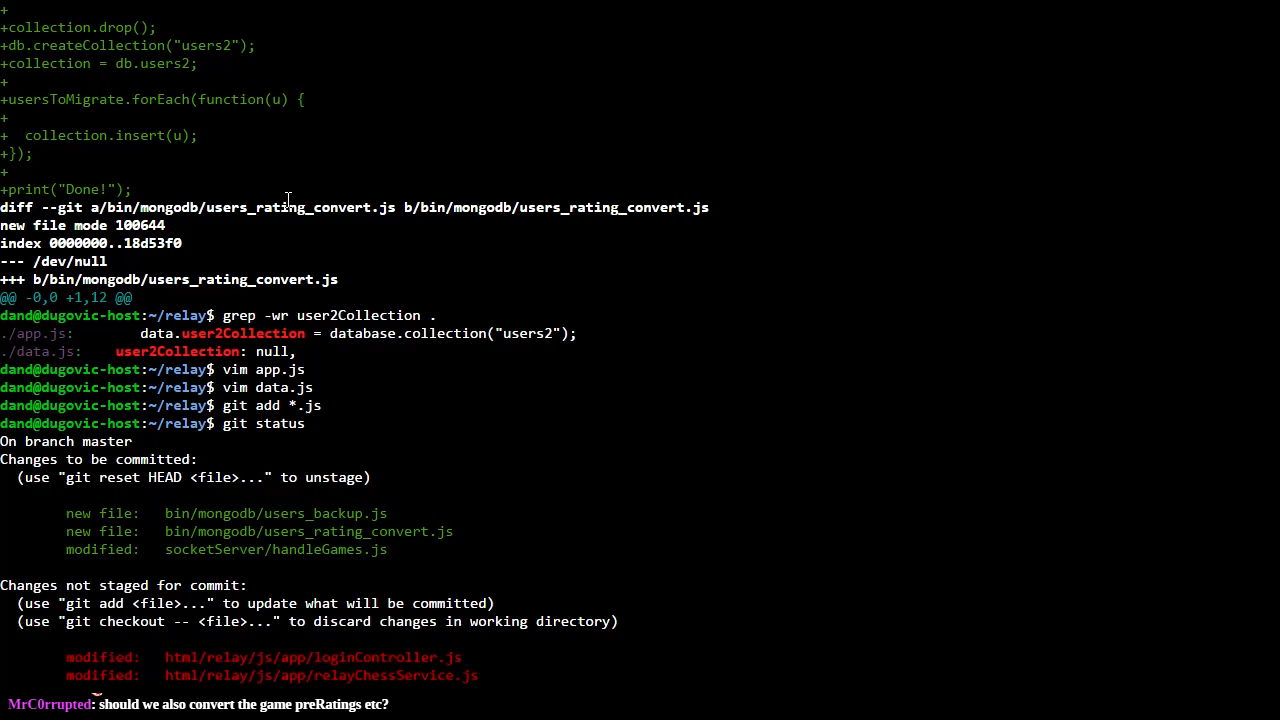 +
+collection.drop();
+db.createCollection("users2");
+collection = db.users2;
+
+usersToMigrate.forEach(function(u) {
+
+  collection.insert(u);
+});
+
+print("Done!");
diff --git a/bin/mongodb/users_rating_convert.js b/bin/mongodb/users_rating_convert.js
new file mode 100644
index 0000000..18d53f0
--- /dev/null
+++ b/bin/mongodb/users_rating_convert.js
@@ -0,0 +1,12 @@
dand@dugovic-host:~/relay$ grep -wr user2Collection .
./app.js:        data.user2Collection = database.collection("users2");
./data.js:    user2Collection: null,
dand@dugovic-host:~/relay$ vim app.js
dand@dugovic-host:~/relay$ vim data.js
dand@dugovic-host:~/relay$ git add *.js
dand@dugovic-host:~/relay$ git status
On branch master
Changes to be committed:
  (use "git reset HEAD <file>..." to unstage)
        new file:   bin/mongodb/users_backup.js
        new file:   bin/mongodb/users_rating_convert.js
        modified:   socketServer/handleGames.js
Changes not staged for commit:
  (use "git add <file>..." to update what will be committed)
  (use "git checkout -- <file>..." to discard changes in working directory)
        modified:   html/relay/js/app/loginController.js
        modified:   html/relay/js/app/relayChessService.js
MrC0rrupted: should we also convert the game preRatings etc?